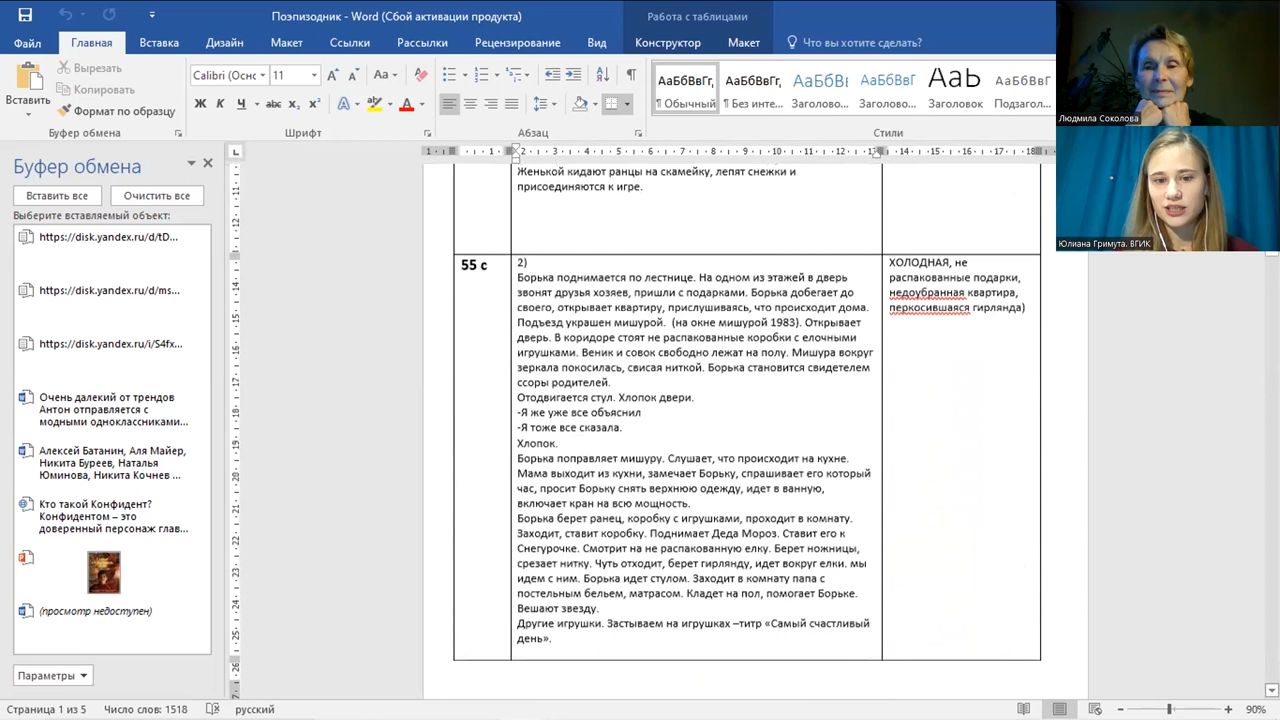 Поэпизодник - Word (Сбой активации продукта)
Работа с таблицами
Файл
Главная
Вставка
Дизайн
Макет
Ссылки
Рассылки
Рецензирование
Вид
Конструктор
Макет
Что вы хотите сделать?
Вставить
Вырезать
Копировать
Формат по образцу
Calibri (Оснс
11
Aa
Ж К Ч abc x₂ x²
АаБбВвГг,
¶ Обычный
АаБбВвГг,
¶ Без инте...
АаБбВı
Заголово...
АаБбВвГ
Заголово...
АаЬ
Заголовок
АаБбВвГ
Подзагол...
Буфер обмена
Шрифт
Абзац
Стили
Людмила Соколова
Юлиана Гримута. ВГИК
Буфер обмена
Вставить все
Очистить все
Выберите вставляемый объект:
https://disk.yandex.ru/d/tD...
https://disk.yandex.ru/d/ms...
https://disk.yandex.ru/i/S4fx...
Очень далекий от трендов
Антон отправляется с
модными одноклассниками...
Алексей Батанин, Аля Майер,
Никита Буреев, Наталья
Юминова, Никита Кочнев ...
Кто такой Конфидент?
Конфидентом – это
доверенный персонаж глав...
(просмотр недоступен)
Параметры
Женькой кидают ранцы на скамейку, лепят снежки и
присоединяются к игре.
55 с
2)
Борька поднимается по лестнице. На одном из этажей в дверь
звонят друзья хозяев, пришли с подарками. Борька добегает до
своего, открывает квартиру, прислушиваясь, что происходит дома.
Подъезд украшен мишурой. (на окне мишурой 1983). Открывает
дверь. В коридоре стоят не распакованные коробки с елочными
игрушками. Веник и совок свободно лежат на полу. Мишура вокруг
зеркала покосилась, свисая ниткой. Борька становится свидетелем
ссоры родителей.
Отодвигается стул. Хлопок двери.
-Я же уже все объяснил
-Я тоже все сказала.
Хлопок.
Борька поправляет мишуру. Слушает, что происходит на кухне.
Мама выходит из кухни, замечает Борьку, спрашивает его который
час, просит Борьку снять верхнюю одежду, идет в ванную,
включает кран на всю мощность.
Борька берет ранец, коробку с игрушками, проходит в комнату.
Заходит, ставит коробку. Поднимает Деда Мороз. Ставит его к
Снегурочке. Смотрит на не распакованную елку. Берет ножницы,
срезает нитку. Чуть отходит, берет гирлянду, идет вокруг елки. мы
идем с ним. Борька идет стулом. Заходит в комнату папа с
постельным бельем, матрасом. Кладет на пол, помогает Борьке.
Вешают звезду.
Другие игрушки. Застываем на игрушках –титр «Самый счастливый
день».
ХОЛОДНАЯ, не
распакованные подарки,
недоубранная квартира,
перкосившаяся гирлянда)
Страница 1 из 5
Число слов: 1518
русский
90%